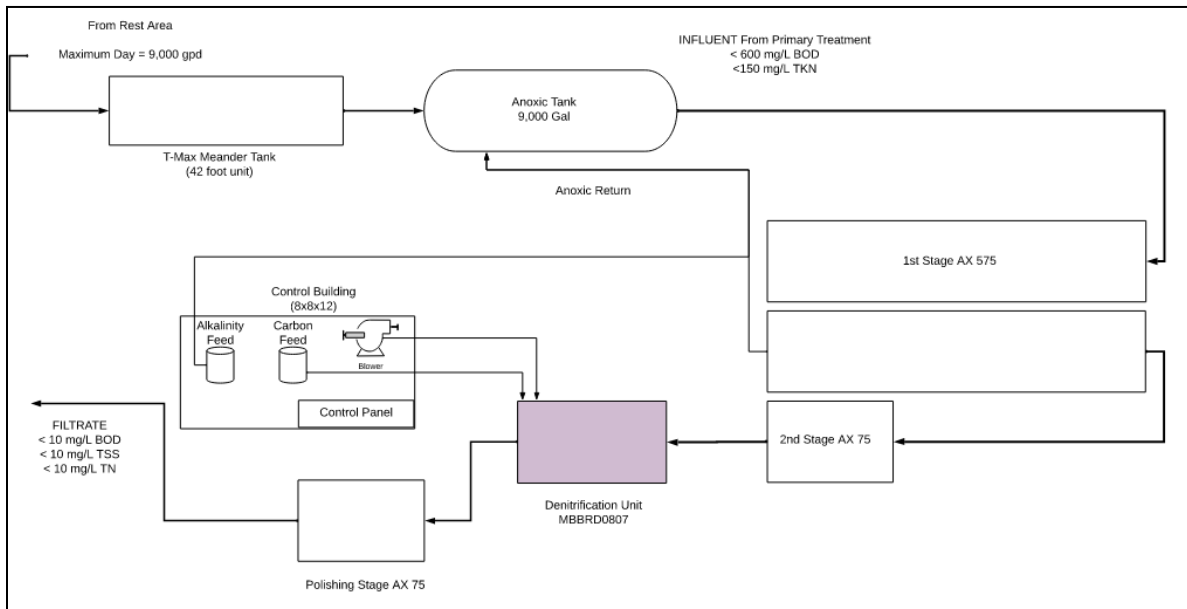 From Rest Area
Maximum Day = 9,000 gpd
T-Max Meander Tank
(42 foot unit)
Anoxic Tank
9,000 Gal
INFLUENT From Primary Treatment
< 600 mg/L BOD
<150 mg/L TKN
Anoxic Return
1st Stage AX 575
Control Building
(8x8x12)
Alkalinity
Feed
Carbon
Feed
Blower
Control Panel
2nd Stage AX 75
Denitrification Unit
MBBRD0807
FILTRATE
< 10 mg/L BOD
< 10 mg/L TSS
< 10 mg/L TN
Polishing Stage AX 75